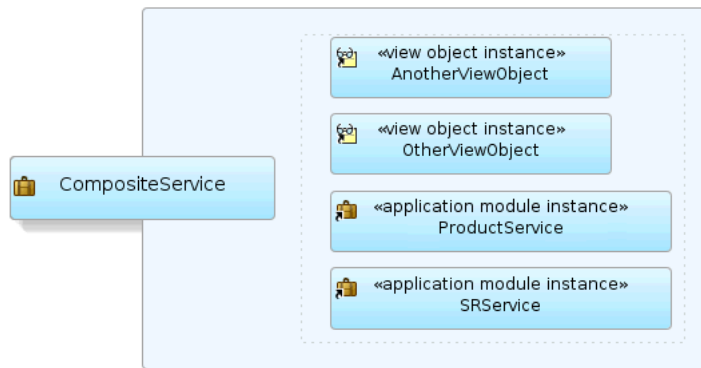 «view object instance»
AnotherViewObject
«view object instance»
OtherViewObject
CompositeService
«application module instance»
ProductService
«application module instance»
SRService